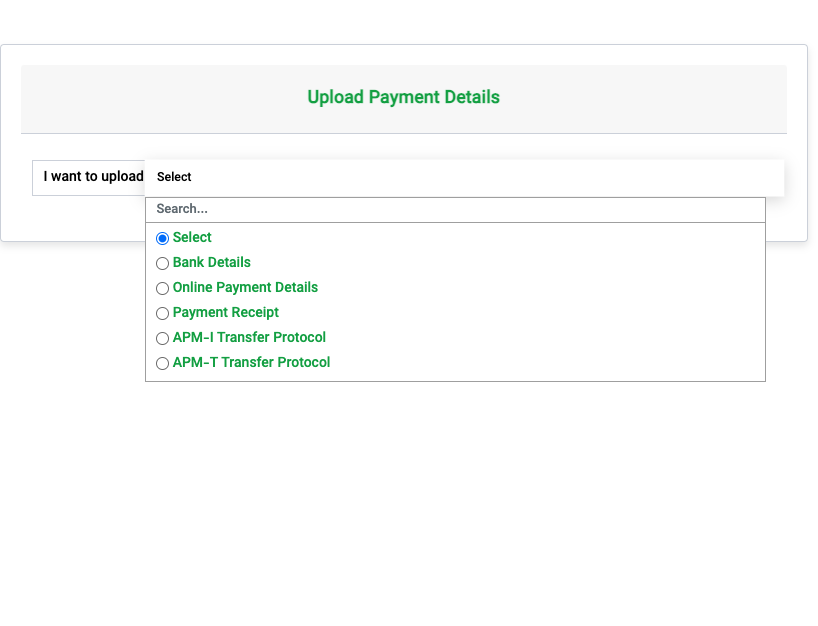 Upload Payment Details
I want to upload Select
Search...
Select
Bank Details
Online Payment Details
Payment Receipt
APM-I Transfer Protocol
APM-T Transfer Protocol